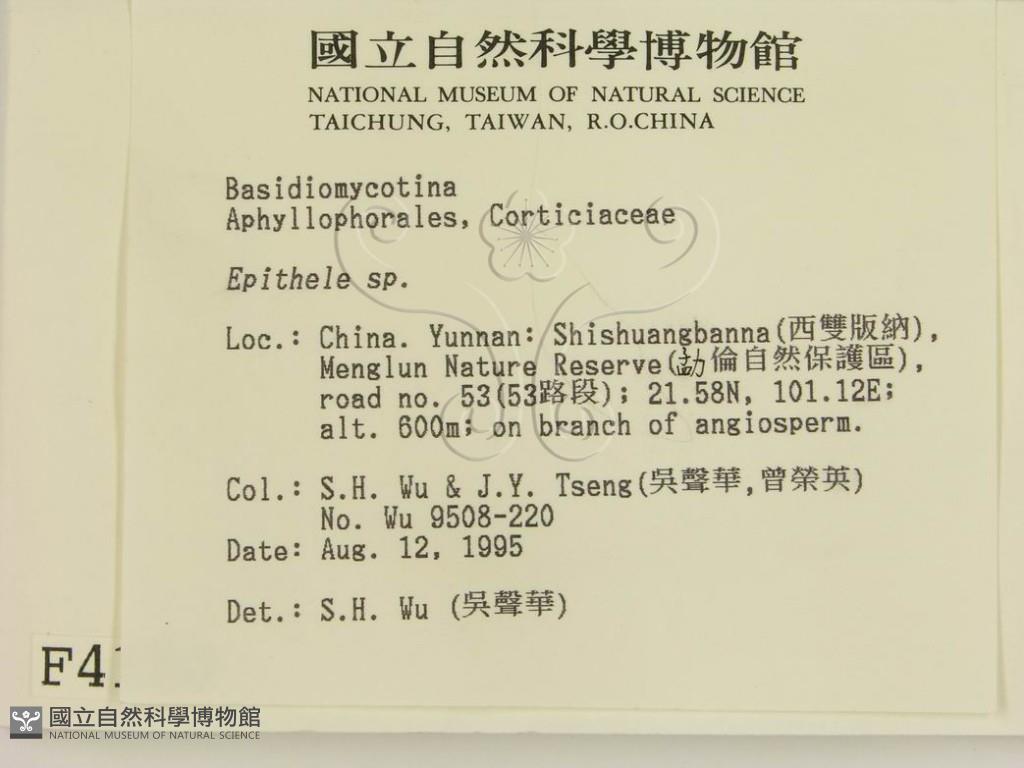 國立自然科學博物館
NATIONAL MUSEUM OF NATURAL SCIENCE
TAICHUNG, TAIWAN, R.O.CHINA
Basidiomycotina
Aphyllophorales, Corticiaceae
Epithele sp.
Loc.: China. Yunnan: Shishuangbanna(西雙版納),
Menglun Nature Reserve(勐倫自然保護區),
road no. 53(53路段); 21.58N, 101.12E;
alt. 600m; on branch of angiosperm.
Col.: S.H. Wu & J.Y. Tseng(吳聲華,曾榮英)
No. Wu 9508-220
Date: Aug. 12, 1995
Det.: S.H. Wu (吳聲華)
F4
國立自然科學博物館
NATIONAL MUSEUM OF NATURAL SCIENCE